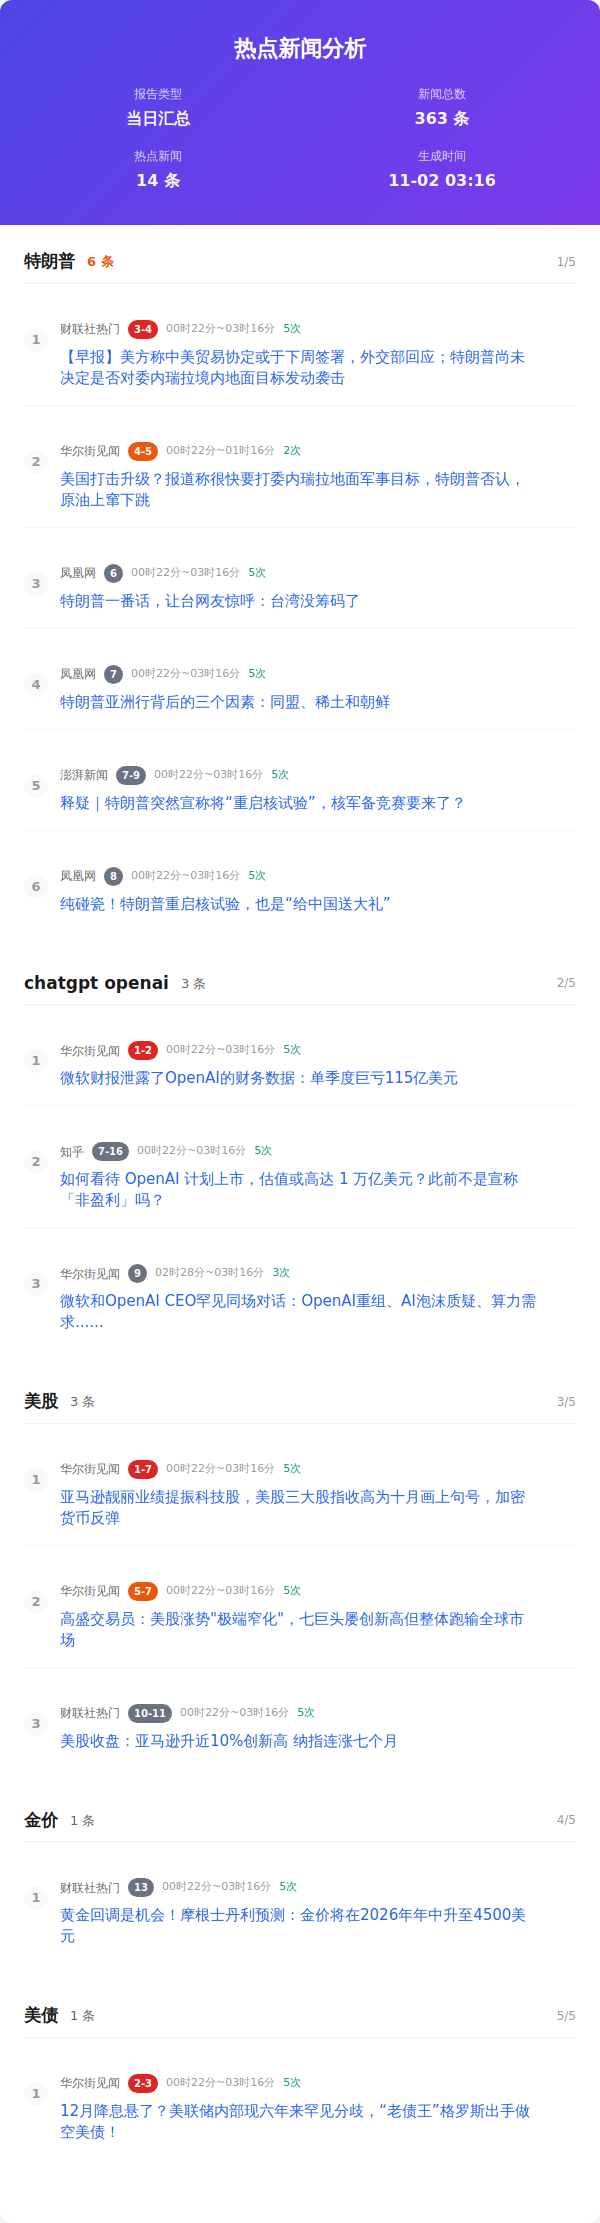 热点新闻分析
报告类型
新闻总数
当日汇总
363 条
热点新闻
生成时间
14 条
11-02 03:16
特朗普 6 条 1/5
1 财联社热门 3-4 00时22分~03时16分 5次
【早报】美方称中美贸易协定或于下周签署，外交部回应；特朗普尚未
决定是否对委内瑞拉境内地面目标发动袭击
2 华尔街见闻 4-5 00时22分~01时16分 2次
美国打击升级？报道称很快要打委内瑞拉地面军事目标，特朗普否认，
原油上窜下跳
3 凤凰网 6 00时22分~03时16分 5次
特朗普一番话，让台网友惊呼：台湾没筹码了
4 凤凰网 7 00时22分~03时16分 5次
特朗普亚洲行背后的三个因素：同盟、稀土和朝鲜
5 澎湃新闻 7-9 00时22分~03时16分 5次
释疑｜特朗普突然宣称将“重启核试验”，核军备竞赛要来了？
6 凤凰网 8 00时22分~03时16分 5次
纯碰瓷！特朗普重启核试验，也是“给中国送大礼”
chatgpt openai 3 条 2/5
1 华尔街见闻 1-2 00时22分~03时16分 5次
微软财报泄露了OpenAI的财务数据：单季度巨亏115亿美元
2 知乎 7-16 00时22分~03时16分 5次
如何看待 OpenAI 计划上市，估值或高达 1 万亿美元？此前不是宣称
「非盈利」吗？
3 华尔街见闻 9 02时28分~03时16分 3次
微软和OpenAI CEO罕见同场对话：OpenAI重组、AI泡沫质疑、算力需
求……
美股 3 条 3/5
1 华尔街见闻 1-7 00时22分~03时16分 5次
亚马逊靓丽业绩提振科技股，美股三大股指收高为十月画上句号，加密
货币反弹
2 华尔街见闻 5-7 00时22分~03时16分 5次
高盛交易员：美股涨势"极端窄化"，七巨头屡创新高但整体跑输全球市
场
3 财联社热门 10-11 00时22分~03时16分 5次
美股收盘：亚马逊升近10%创新高 纳指连涨七个月
金价 1 条 4/5
1 财联社热门 13 00时22分~03时16分 5次
黄金回调是机会！摩根士丹利预测：金价将在2026年年中升至4500美
元
美债 1 条 5/5
1 华尔街见闻 2-3 00时22分~03时16分 5次
12月降息悬了？美联储内部现六年来罕见分歧，“老债王”格罗斯出手做
空美债！